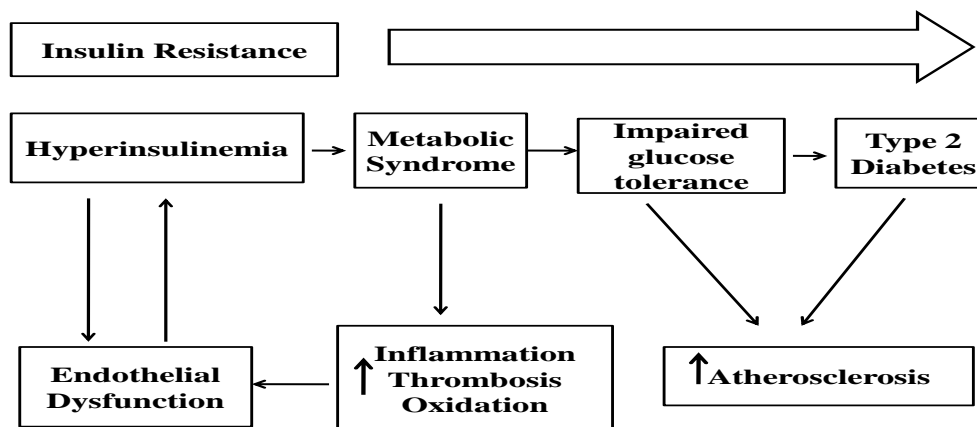 Insulin Resistance
Hyperinsulinemia
Metabolic
Syndrome
Impaired
glucose
tolerance
Type 2
Diabetes
Endothelial
Dysfunction
Inflammation
Thrombosis
Oxidation
Atherosclerosis